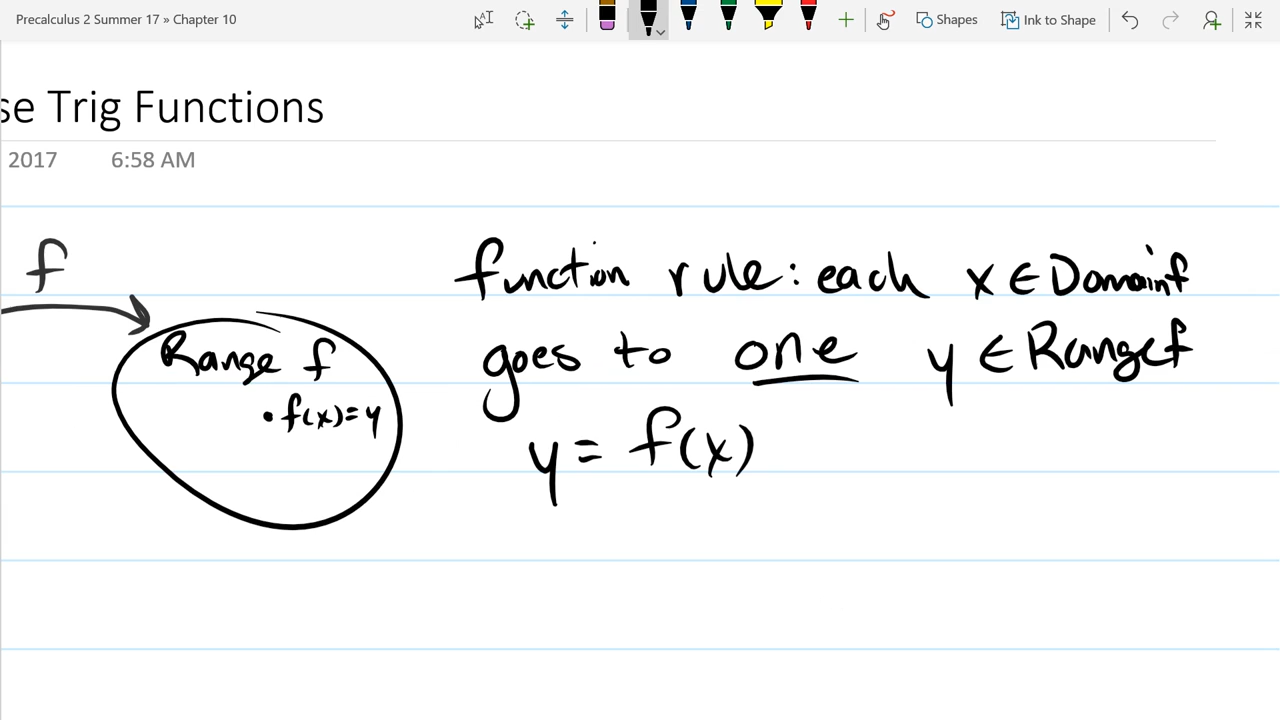 Precalculus 2 Summer 17 » Chapter 10
Shapes
Ink to Shape
se Trig Functions
2017 6:58 AM
f
Range f
• f(x)=y
function rule: each x ∈ Domain f
goes to one y ∈ Range f
y = f(x)